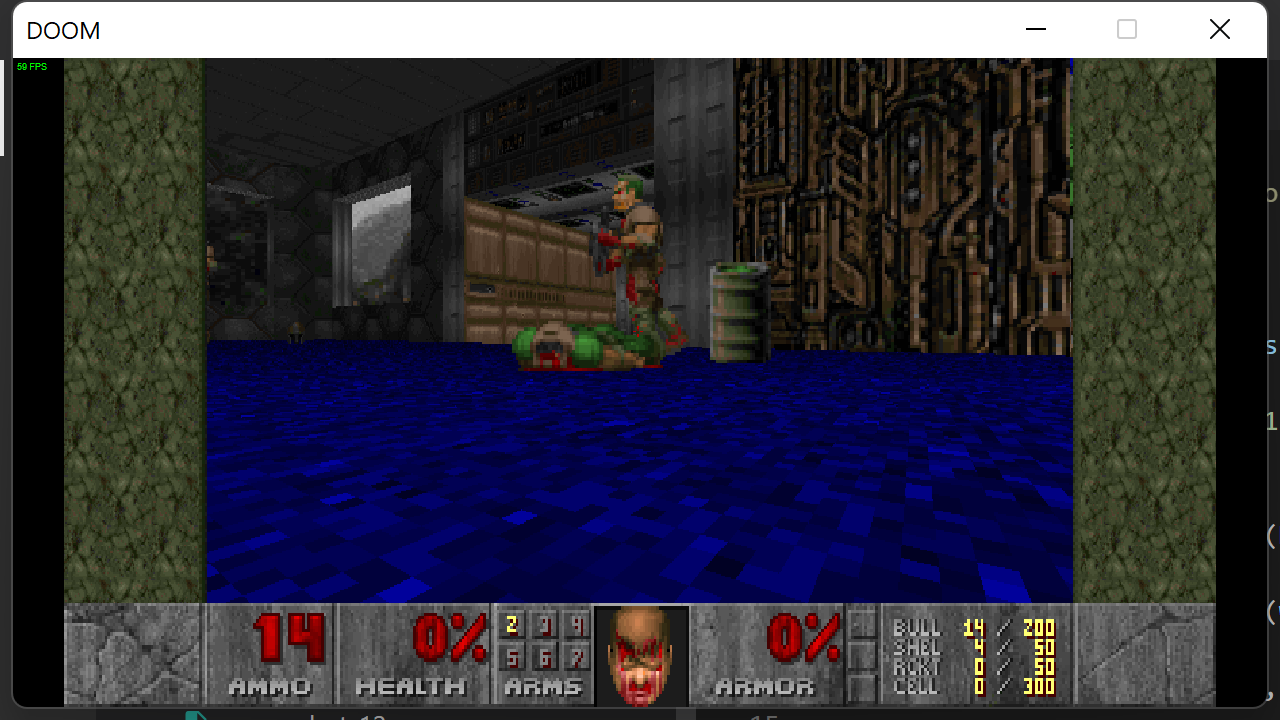 DOOM
59 FPS
14 0% 2 3 4 0% BULL 14 / 200
SHEL 4 / 50
5 6 7 RCKT 0 / 50
AMMO HEALTH ARMS ARMOR CELL 0 / 300